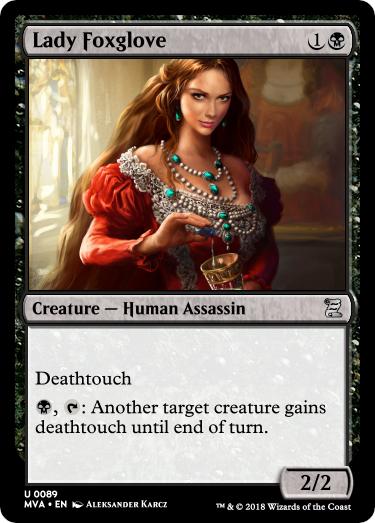 Lady Foxglove 1
Creature — Human Assassin
Deathtouch
, : Another target creature gains
deathtouch until end of turn.
2/2
U 0089
MVA • EN Aleksander Karcz
™ & © 2018 Wizards of the Coast